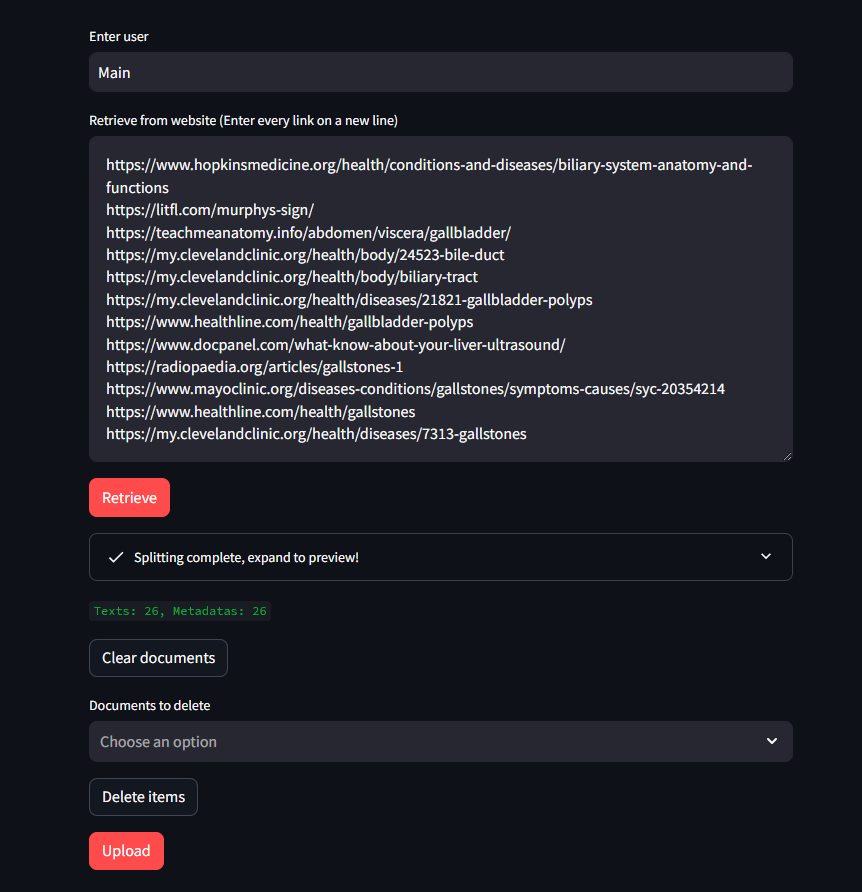 Enter user
Main
Retrieve from website (Enter every link on a new line)
https://www.hopkinsmedicine.org/health/conditions-and-diseases/biliary-system-anatomy-and-
functions
https://litfl.com/murphys-sign/
https://teachmeanatomy.info/abdomen/viscera/gallbladder/
https://my.clevelandclinic.org/health/body/24523-bile-duct
https://my.clevelandclinic.org/health/body/biliary-tract
https://my.clevelandclinic.org/health/diseases/21821-gallbladder-polyps
https://www.healthline.com/health/gallbladder-polyps
https://www.docpanel.com/what-know-about-your-liver-ultrasound/
https://radiopaedia.org/articles/gallstones-1
https://www.mayoclinic.org/diseases-conditions/gallstones/symptoms-causes/syc-20354214
https://www.healthline.com/health/gallstones
https://my.clevelandclinic.org/health/diseases/7313-gallstones
Retrieve
Splitting complete, expand to preview!
Texts: 26, Metadatas: 26
Clear documents
Documents to delete
Choose an option
Delete items
Upload